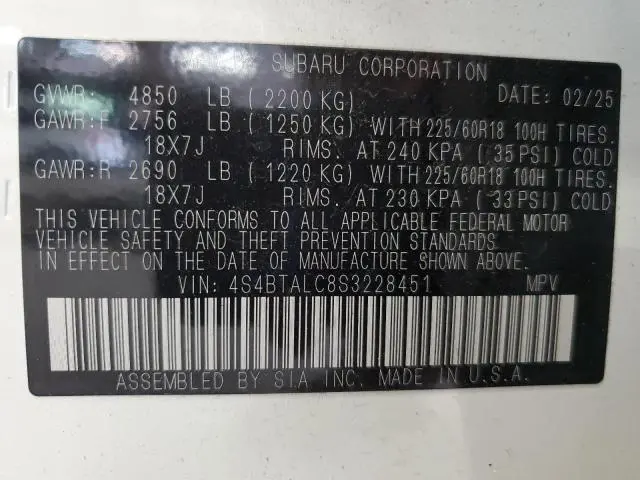 SUBARU CORPORATION
GVWR: 4850 LB (2200 KG) DATE: 02/25
GAWR:F 2756 LB (1250 KG) WITH 225/60R18 100H TIRES.
18X7J RIMS. AT 240 KPA ( 35 PSI) COLD
GAWR:R 2690 LB (1220 KG) WITH 225/60R18 100H TIRES.
18X7J RIMS. AT 230 KPA ( 33 PSI) COLD
THIS VEHICLE CONFORMS TO ALL APPLICABLE FEDERAL MOTOR
VEHICLE SAFETY AND THEFT PREVENTION STANDARDS
IN EFFECT ON THE DATE OF MANUFACTURE SHOWN ABOVE.
VIN: 4S4BTALC8S3228451 MPV
ASSEMBLED BY SIA INC. MADE IN U.S.A.